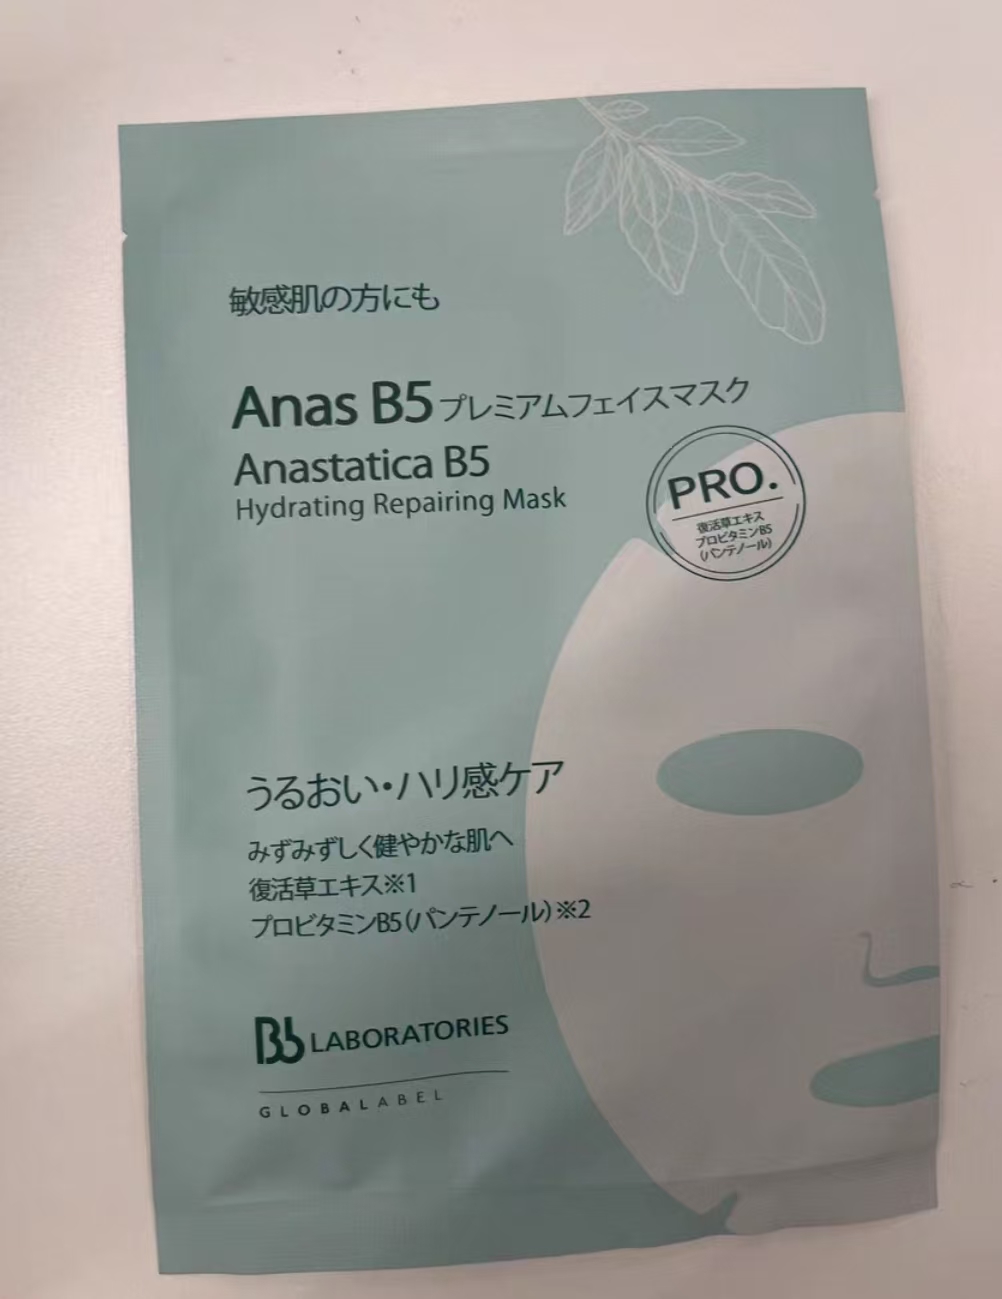 敏感肌の方にも
Anas B5 プレミアムフェイスマスク
Anastatica B5
Hydrating Repairing Mask
PRO.
復活草エキス
プロビタミンB5
(パンテノール)
うるおい・ハリ感ケア
みずみずしく健やかな肌へ
復活草エキス※1
プロビタミンB5(パンテノール)※2
Bb LABORATORIES
GLOBALABEL